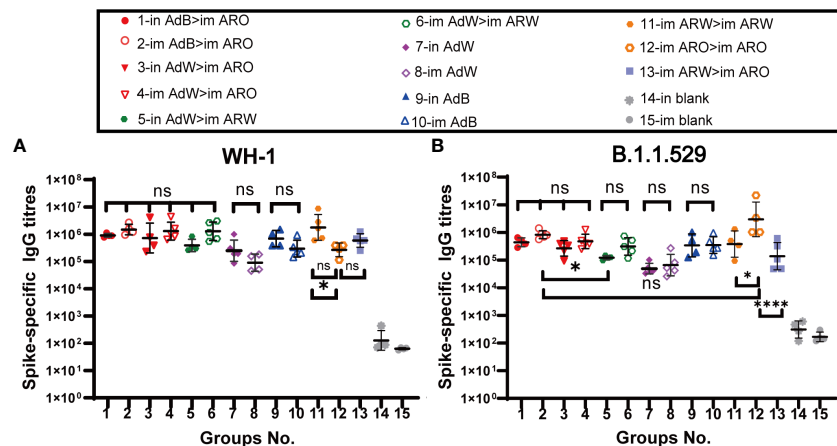 1-in AdB>im ARO
2-im AdB>im ARO
3-in AdW>im ARO
4-im AdW>im ARO
5-in AdW>im ARW
6-im AdW>im ARW
7-in AdW
8-im AdW
9-in AdB
10-im AdB
11-im ARW>im ARW
12-im ARO>im ARO
13-im ARW>im ARO
14-in blank
15-im blank
A
WH-1
Spike-specific IgG titres
1×10⁸
1×10⁷
1×10⁶
1×10⁵
1×10⁴
1×10³
1×10²
1×10¹
1×10⁰
ns
ns
ns
ns
ns
*
1 2 3 4 5 6 7 8 9 10 11 12 13 14 15
Groups No.
B
B.1.1.529
Spike-specific IgG titres
1×10⁸
1×10⁷
1×10⁶
1×10⁵
1×10⁴
1×10³
1×10²
1×10¹
1×10⁰
ns
ns
ns
ns
*
ns
*
****
1 2 3 4 5 6 7 8 9 10 11 12 13 14 15
Groups No.